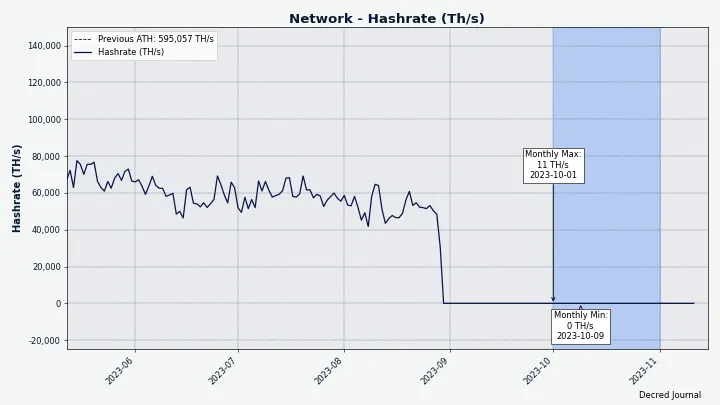 Network - Hashrate (Th/s)
Previous ATH: 595,057 TH/s
Hashrate (TH/s)
Hashrate (TH/s)
140,000
120,000
100,000
80,000
60,000
40,000
20,000
0
-20,000
Monthly Max:
11 TH/s
2023-10-01
Monthly Min:
0 TH/s
2023-10-09
2023-06
2023-07
2023-08
2023-09
2023-10
2023-11
Decred Journal